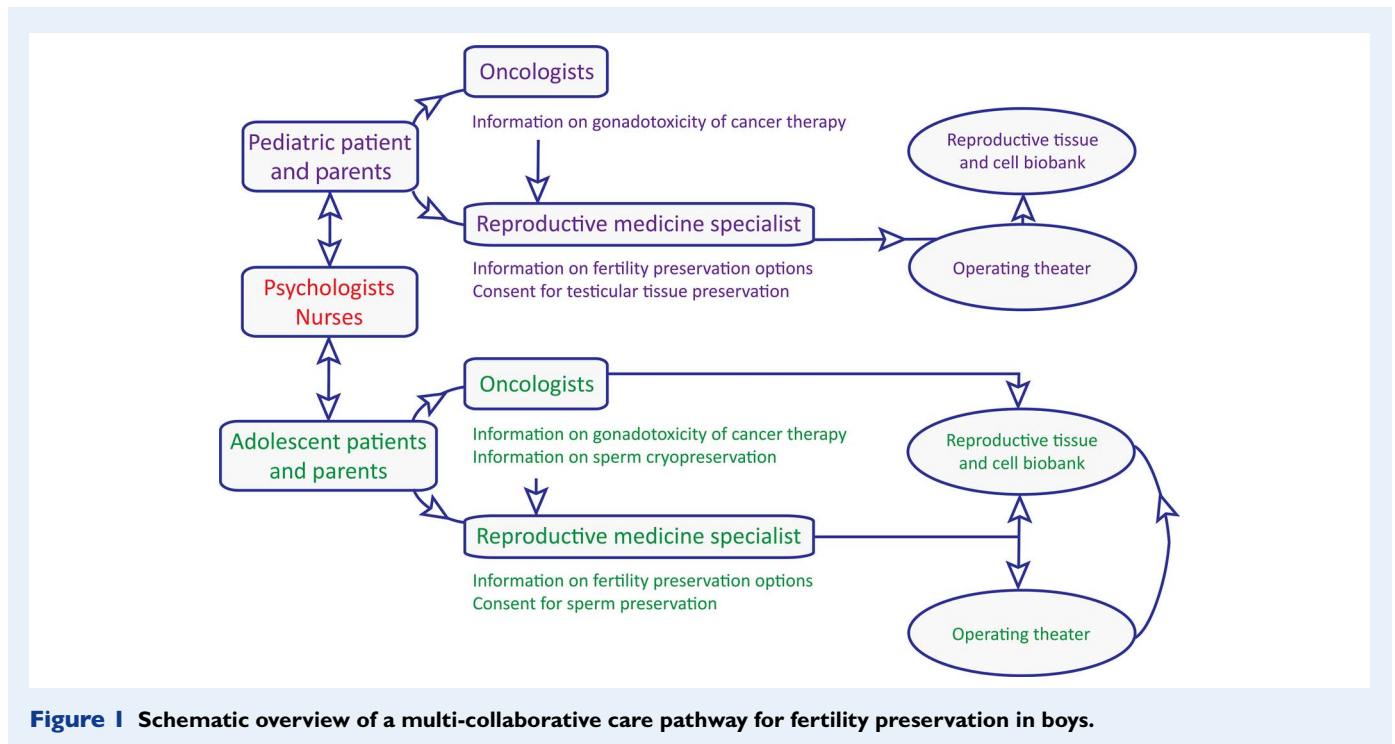 Oncologists
Information on gonadotoxicity of cancer therapy
Pediatric patient
and parents
Reproductive tissue
and cell biobank
Reproductive medicine specialist
Information on fertility preservation options
Consent for testicular tissue preservation
Operating theater
Psychologists
Nurses
Oncologists
Information on gonadotoxicity of cancer therapy
Information on sperm cryopreservation
Adolescent patients
and parents
Reproductive tissue
and cell biobank
Reproductive medicine specialist
Information on fertility preservation options
Consent for sperm preservation
Operating theater
Figure 1 Schematic overview of a multi-collaborative care pathway for fertility preservation in boys.